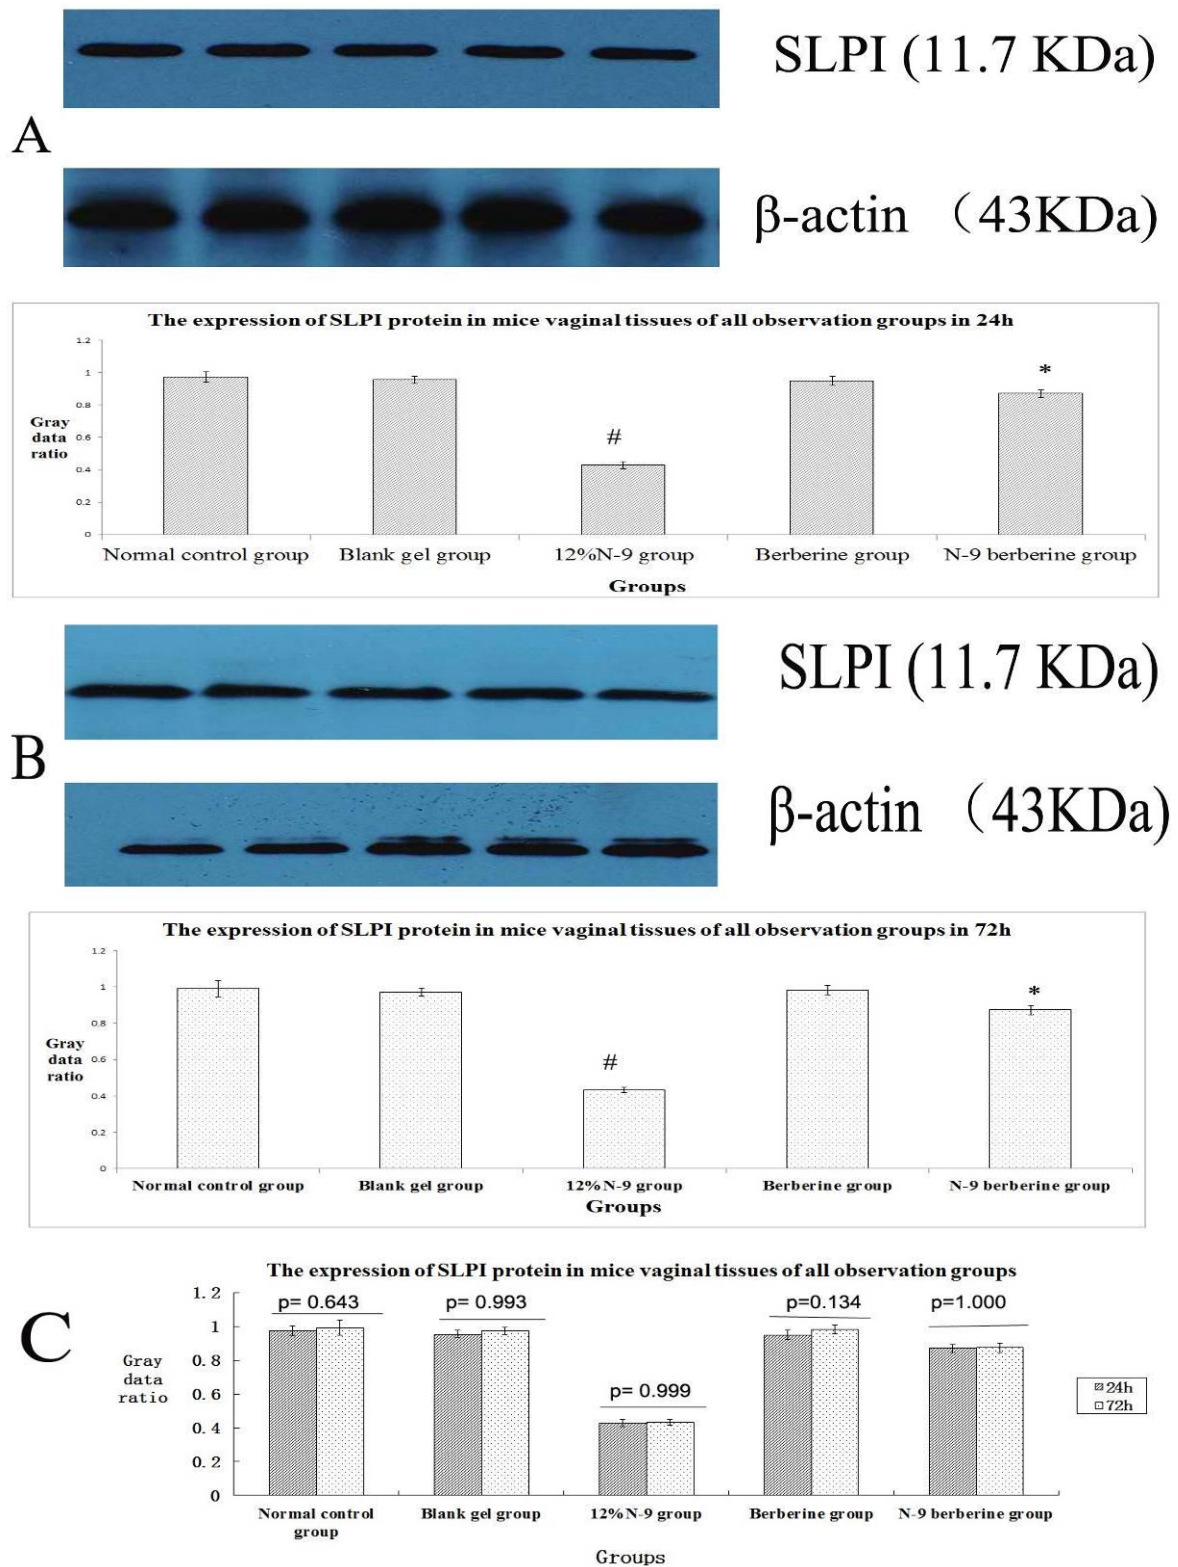 SLPI (11.7 KDa)
A
β-actin （43KDa)
The expression of SLPI protein in mice vaginal tissues of all observation groups in 24h
1.2
1
0.8
0.6
0.4
0.2
0
Gray
data
ratio
#
*
Normal control group
Blank gel group
12%N-9 group
Berberine group
N-9 berberine group
Groups
SLPI (11.7 KDa)
B
β-actin （43KDa)
The expression of SLPI protein in mice vaginal tissues of all observation groups in 72h
1.2
1
0.8
0.6
0.4
0.2
0
Gray
data
ratio
#
*
Normal control group
Blank gel group
12%N-9 group
Berberine group
N-9 berberine group
Groups
C
The expression of SLPI protein in mice vaginal tissues of all observation groups
1.2
1
0.8
0.6
0.4
0.2
0
Gray
data
ratio
p= 0.643
p= 0.993
p= 0.999
p=0.134
p=1.000
24h
72h
Normal control
group
Blank gel group
12%N-9 group
Berberine group
N-9 berberine group
Groups